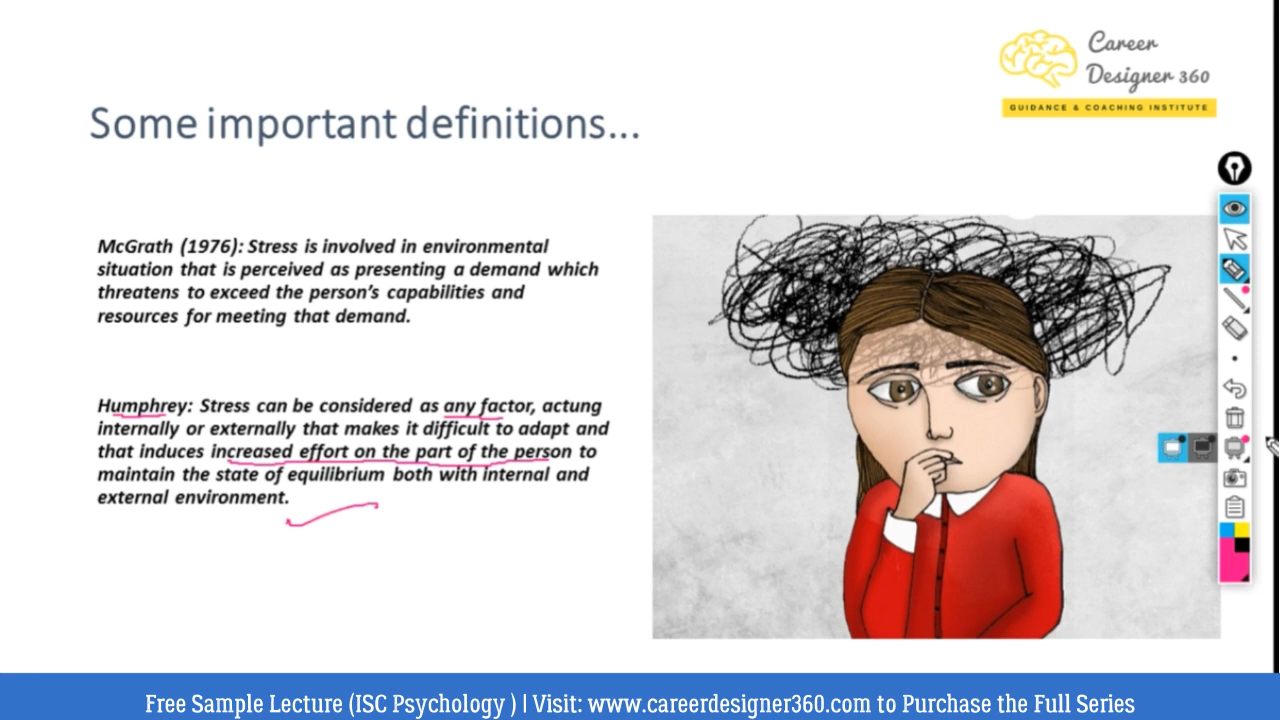 Career
Designer 360
GUIDANCE & COACHING INSTITUTE
Some important definitions...
McGrath (1976): Stress is involved in environmental
situation that is perceived as presenting a demand which
threatens to exceed the person's capabilities and
resources for meeting that demand.
Humphrey: Stress can be considered as any factor, actung
internally or externally that makes it difficult to adapt and
that induces increased effort on the part of the person to
maintain the state of equilibrium both with internal and
external environment.
Free Sample Lecture (ISC Psychology ) | Visit: www.careerdesigner360.com to Purchase the Full Series